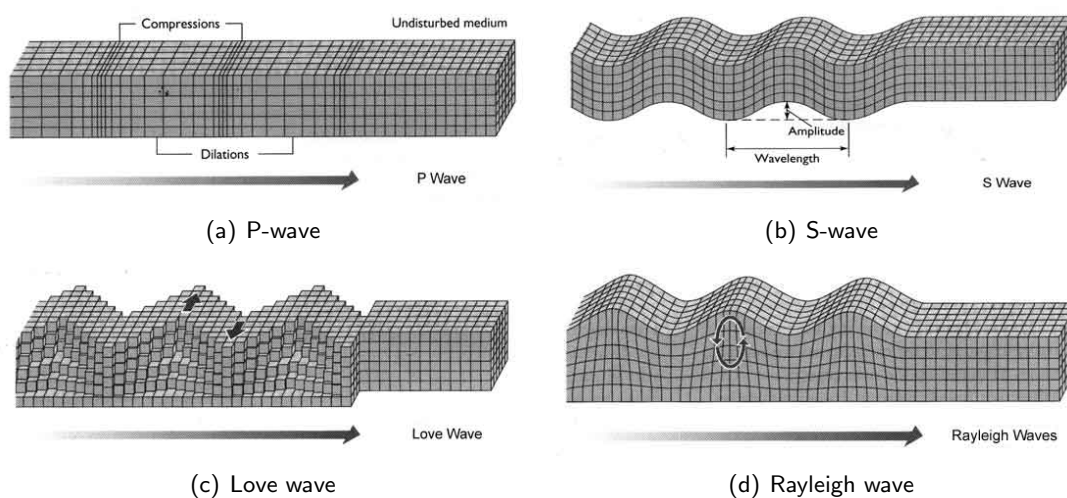 Compressions
Undisturbed medium
Dilations
P Wave
(a) P-wave
Amplitude
Wavelength
S Wave
(b) S-wave
Love Wave
(c) Love wave
Rayleigh Waves
(d) Rayleigh wave